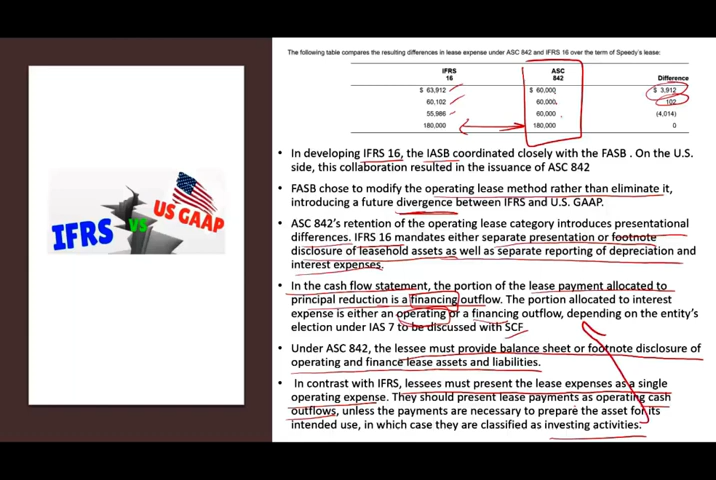 The following table compares the resulting differences in lease expense under ASC 842 and IFRS 16 over the term of Speedy's lease:
IFRS 16 ASC 842 Difference
$ 63,912 $ 60,000 $ 3,912
60,102 60,000 102
55,986 60,000 (4,014)
180,000 180,000 0
IFRS VS US GAAP
• In developing IFRS 16, the IASB coordinated closely with the FASB . On the U.S.
side, this collaboration resulted in the issuance of ASC 842
• FASB chose to modify the operating lease method rather than eliminate it,
introducing a future divergence between IFRS and U.S. GAAP.
• ASC 842's retention of the operating lease category introduces presentational
differences. IFRS 16 mandates either separate presentation or footnote
disclosure of leasehold assets as well as separate reporting of depreciation and
interest expenses.
• In the cash flow statement, the portion of the lease payment allocated to
principal reduction is a financing outflow. The portion allocated to interest
expense is either an operating or a financing outflow, depending on the entity's
election under IAS 7 to be discussed with SCF
• Under ASC 842, the lessee must provide balance sheet or footnote disclosure of
operating and finance lease assets and liabilities.
• In contrast with IFRS, lessees must present the lease expenses as a single
operating expense. They should present lease payments as operating cash
outflows, unless the payments are necessary to prepare the asset for its
intended use, in which case they are classified as investing activities.